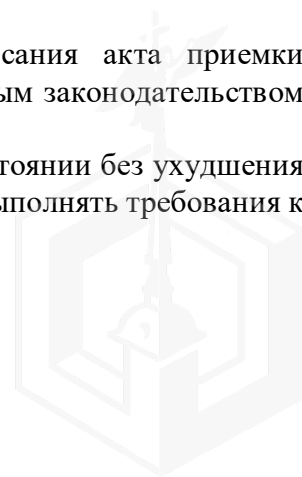 сания акта приемки
ым законодательством
тоянии без ухудшения
ыполнять требования к